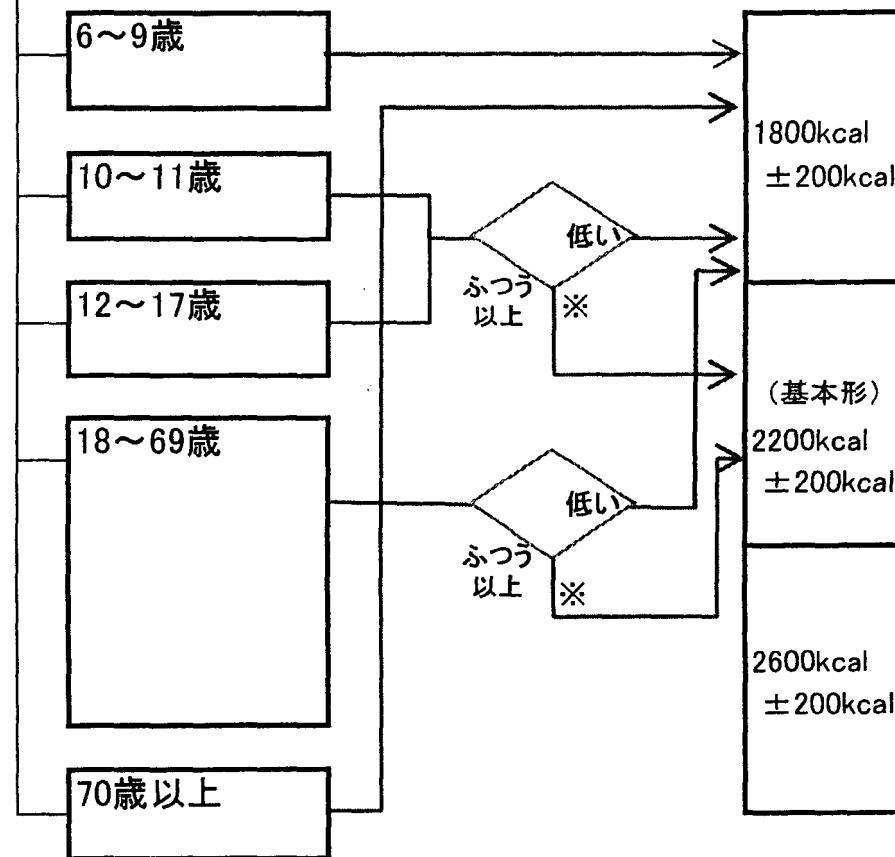 6～9歳
10～11歳
12～17歳
18～69歳
70歳以上
低い
ふつう
以上
※
低い
ふつう
以上
※
1800kcal
±200kcal
（基本形）
2200kcal
±200kcal
2600kcal
±200kcal